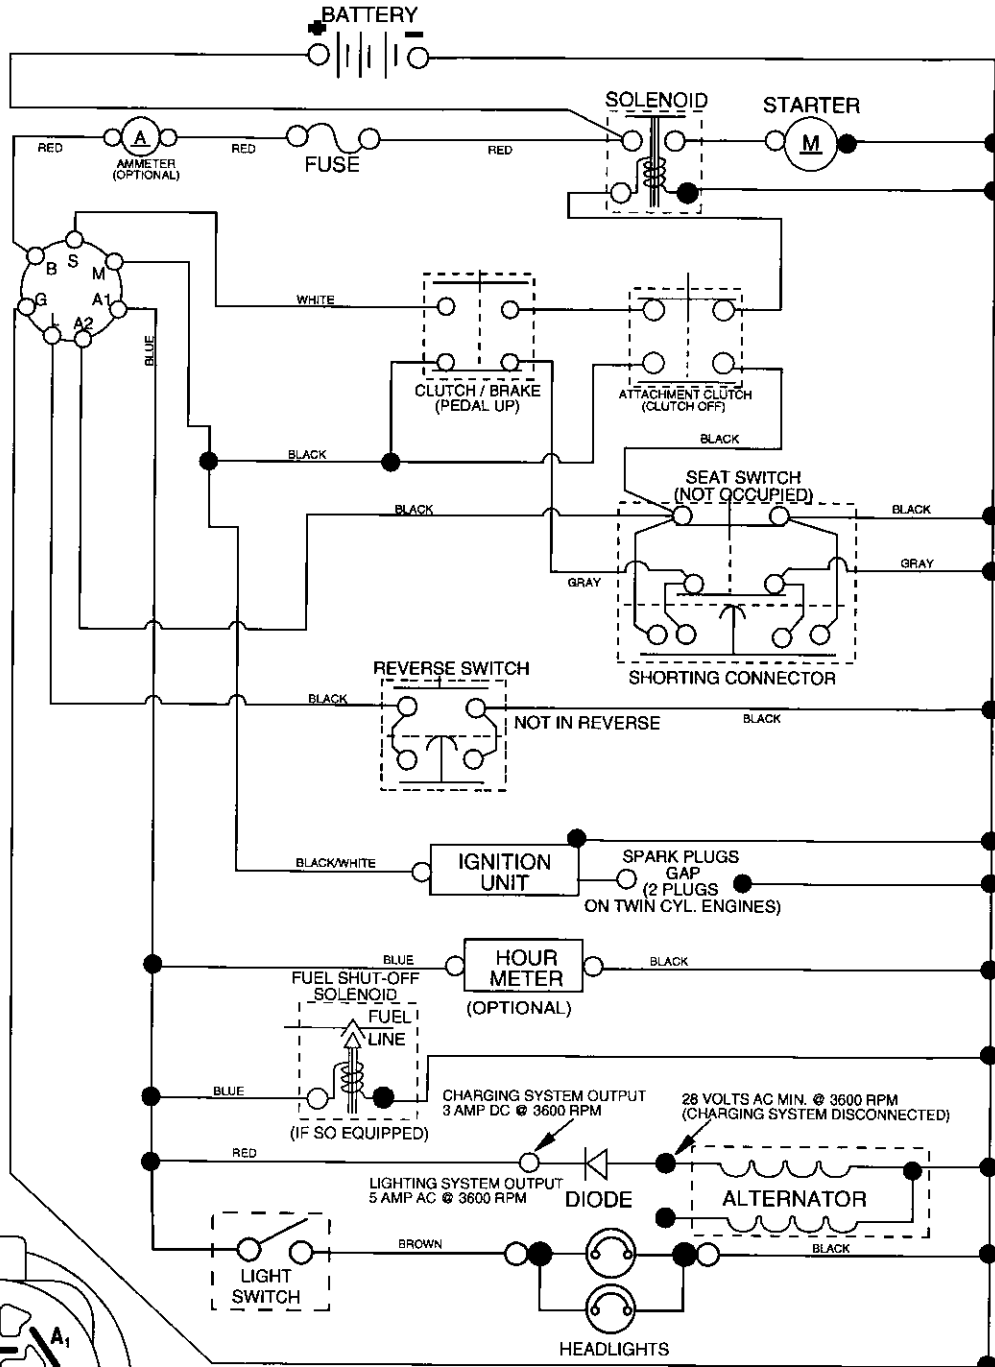 BATTERY
+
-
SOLENOID
STARTER
A
M
RED
RED
RED
AMMETER
(OPTIONAL)
FUSE
B
S
M
G
A1
L
A2
BLUE
WHITE
CLUTCH / BRAKE
(PEDAL UP)
ATTACHMENT CLUTCH
(CLUTCH OFF)
BLACK
BLACK
SEAT SWITCH
(NOT OCCUPIED)
BLACK
BLACK
GRAY
GRAY
SHORTING CONNECTOR
REVERSE SWITCH
BLACK
NOT IN REVERSE
BLACK
BLACK/WHITE
IGNITION
UNIT
SPARK PLUGS
GAP
(2 PLUGS
ON TWIN CYL. ENGINES)
BLUE
HOUR
METER
BLACK
(OPTIONAL)
FUEL SHUT-OFF
SOLENOID
FUEL
LINE
BLUE
(IF SO EQUIPPED)
CHARGING SYSTEM OUTPUT
3 AMP DC @ 3600 RPM
28 VOLTS AC MIN. @ 3600 RPM
(CHARGING SYSTEM DISCONNECTED)
RED
LIGHTING SYSTEM OUTPUT
5 AMP AC @ 3600 RPM
DIODE
ALTERNATOR
BROWN
BLACK
LIGHT
SWITCH
HEADLIGHTS
A1